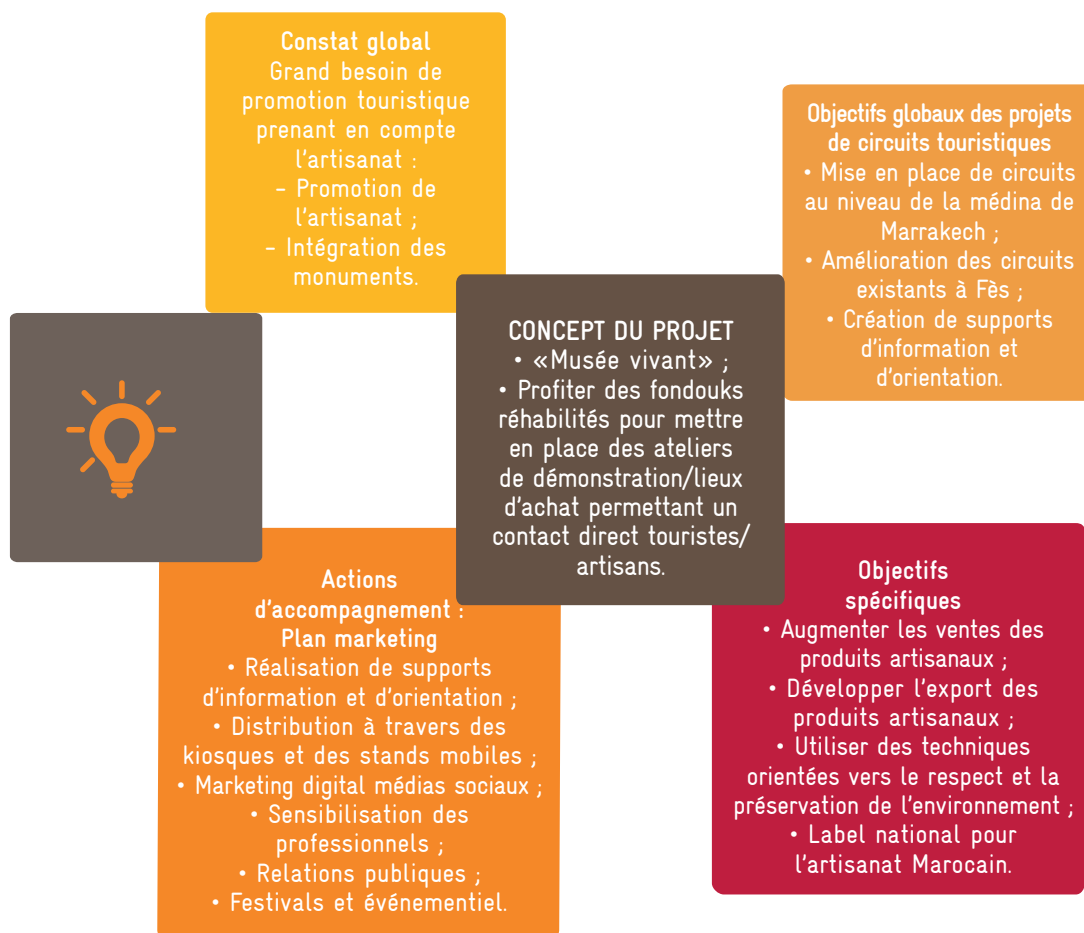 Constat global
Grand besoin de
promotion touristique
prenant en compte
l'artisanat :
– Promotion de
l'artisanat ;
– Intégration des
monuments.
Objectifs globaux des projets
de circuits touristiques
• Mise en place de circuits
au niveau de la médina de
Marrakech ;
• Amélioration des circuits
existants à Fès ;
• Création de supports
d'information et
d'orientation.
CONCEPT DU PROJET
• «Musée vivant» ;
• Profiter des fondouks
réhabilités pour mettre
en place des ateliers
de démonstration/lieux
d'achat permettant un
contact direct touristes/
artisans.
Actions
d'accompagnement :
Plan marketing
• Réalisation de supports
d'information et d'orientation ;
• Distribution à travers des
kiosques et des stands mobiles ;
• Marketing digital médias sociaux ;
• Sensibilisation des
professionnels ;
• Relations publiques ;
• Festivals et événementiel.
Objectifs
spécifiques
• Augmenter les ventes des
produits artisanaux ;
• Développer l'export des
produits artisanaux ;
• Utiliser des techniques
orientées vers le respect et la
préservation de l'environnement ;
• Label national pour
l'artisanat Marocain.